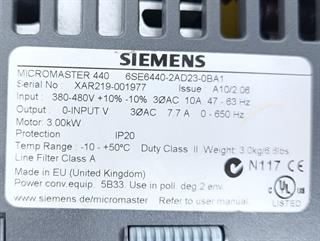 SIEMENS
MICROMASTER 440 6SE6440-2AD23-0BA1
Serial No : XAR219-001977 Issue A10/2.06
Input : 380-480V +10% -10% 3ØAC 10A 47 - 63 Hz
Output : 0-INPUT V 3ØAC 7.7 A 0 - 650 Hz
Motor: 3.00kW
Protection IP20
Temp Range : -10 - +50°C Duty Class II Weight: 3.0kg/6.6lbs
Line Filter Class A
N117
Made in EU (United Kingdom)
Power conv.equip. 5B33 Use in poll. deg.2 env.
www.siemens.de/micromaster Refer to user manual.
C UL US
LISTED